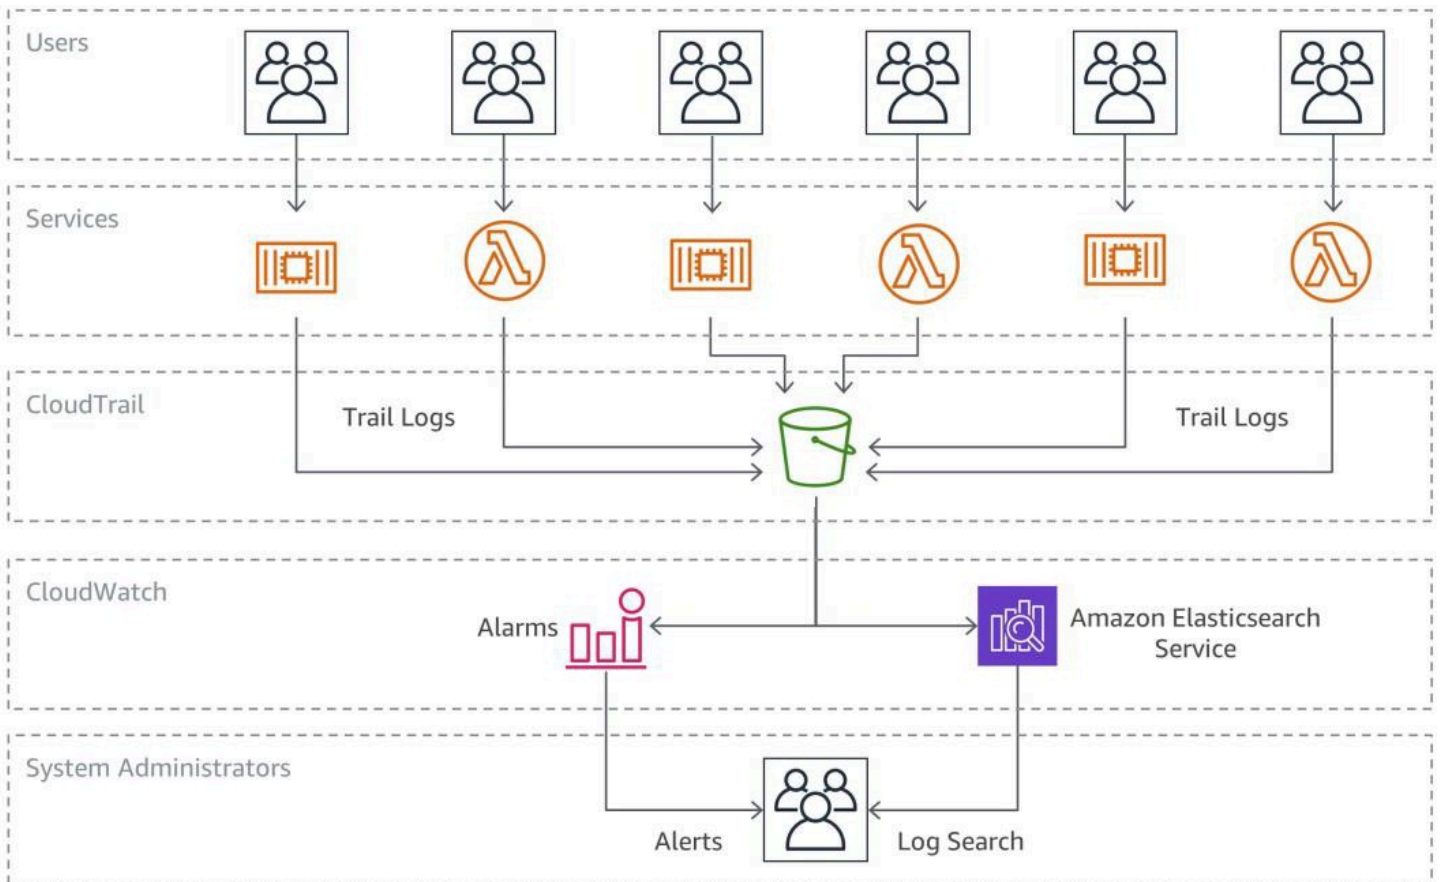 Users
Services
CloudTrail
Trail Logs
Trail Logs
CloudWatch
Alarms
Amazon Elasticsearch
Service
System Administrators
Alerts
Log Search